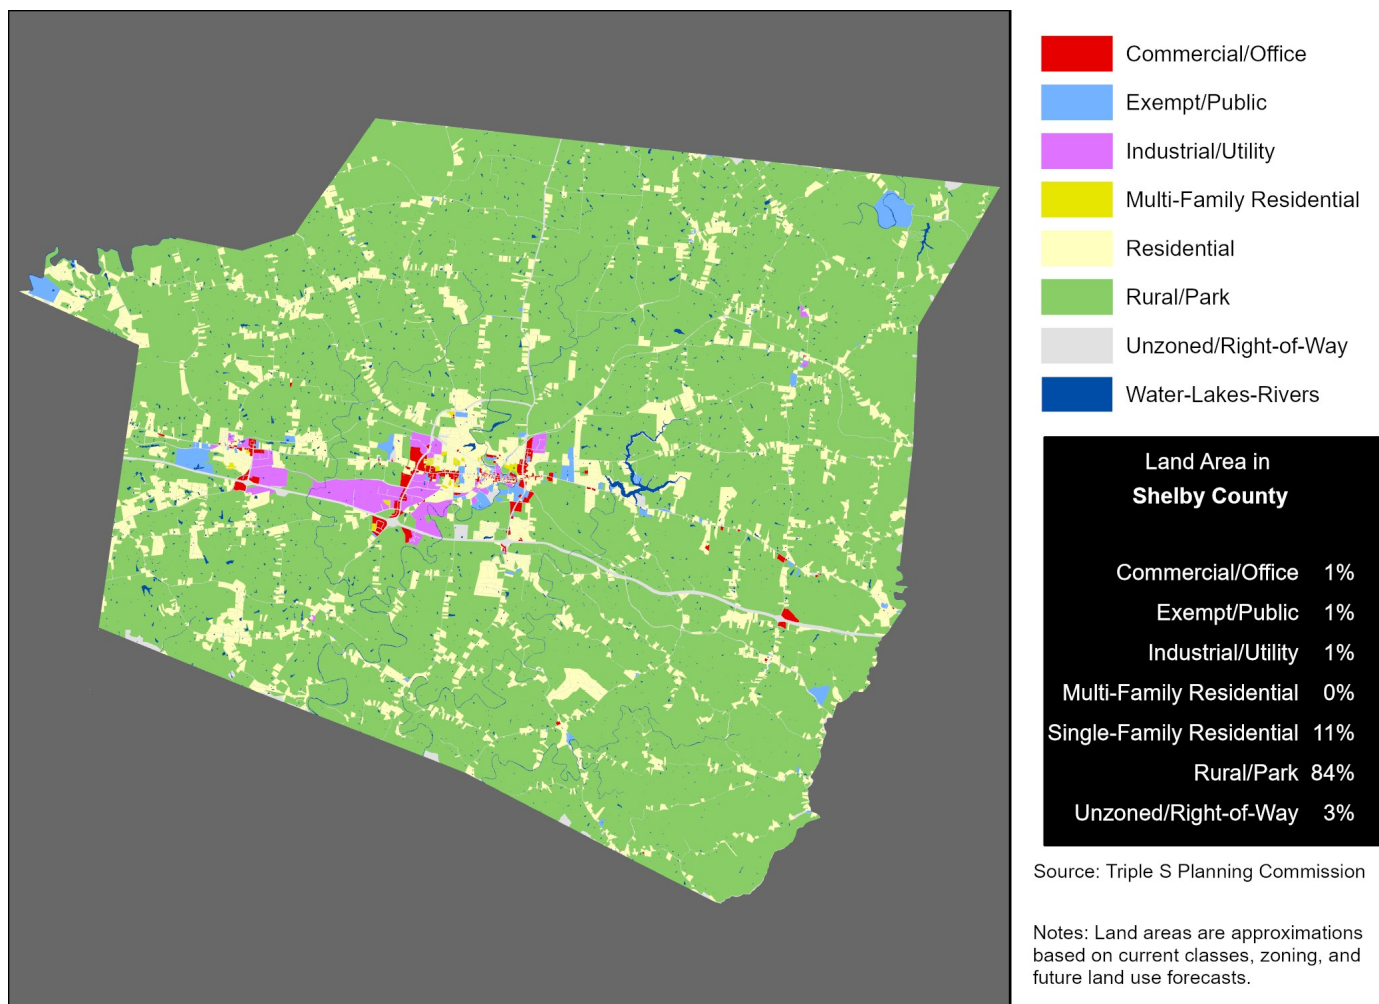 Commercial/Office
Exempt/Public
Industrial/Utility
Multi-Family Residential
Residential
Rural/Park
Unzoned/Right-of-Way
Water-Lakes-Rivers
Land Area in
Shelby County
Commercial/Office 1%
Exempt/Public 1%
Industrial/Utility 1%
Multi-Family Residential 0%
Single-Family Residential 11%
Rural/Park 84%
Unzoned/Right-of-Way 3%
Source: Triple S Planning Commission
Notes: Land areas are approximations
based on current classes, zoning, and
future land use forecasts.